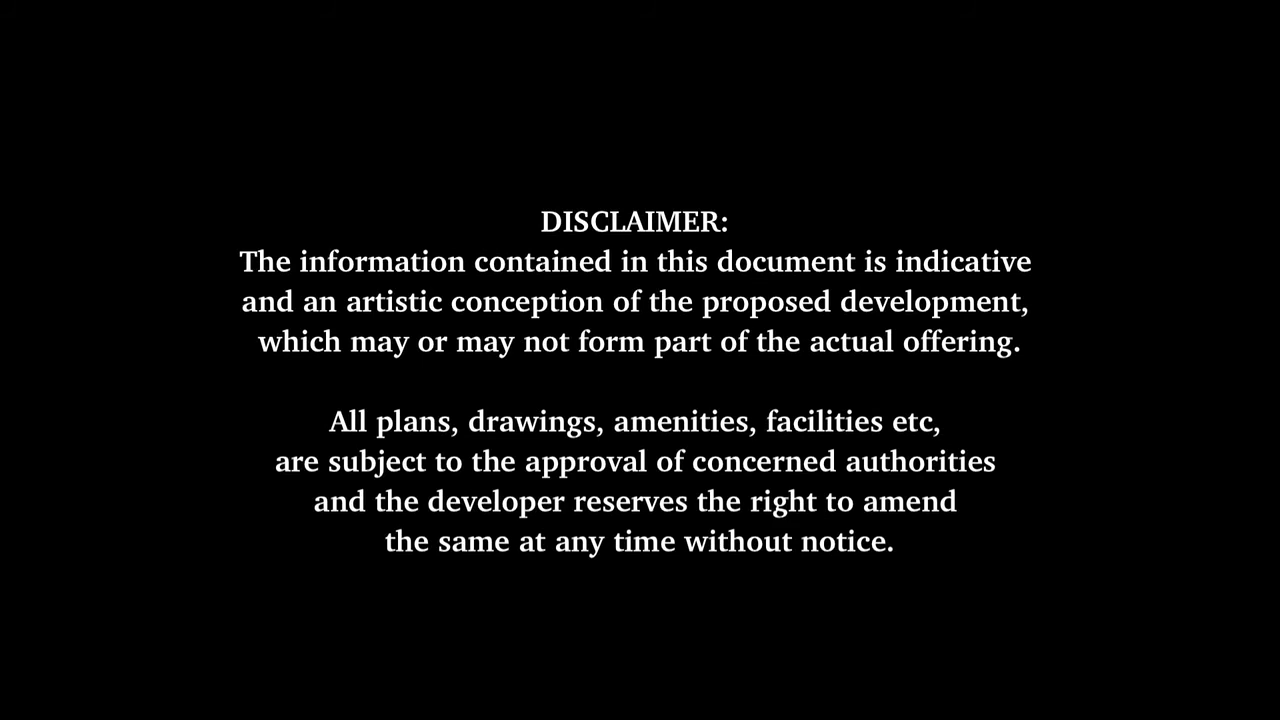 DISCLAIMER:
The information contained in this document is indicative
and an artistic conception of the proposed development,
which may or may not form part of the actual offering.
All plans, drawings, amenities, facilities etc,
are subject to the approval of concerned authorities
and the developer reserves the right to amend
the same at any time without notice.